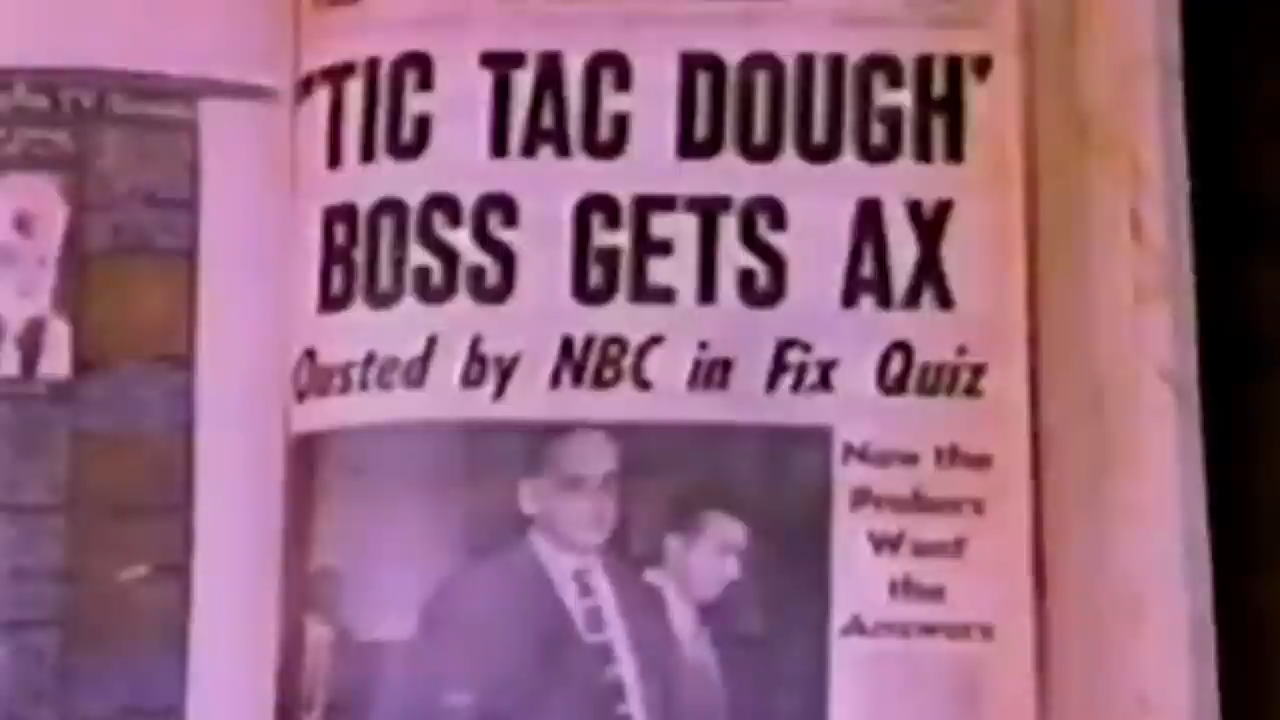 'TIC TAC DOUGH'
BOSS GETS AX
Ousted by NBC in Fix Quiz
Now the
Probers
Want
the
Answers